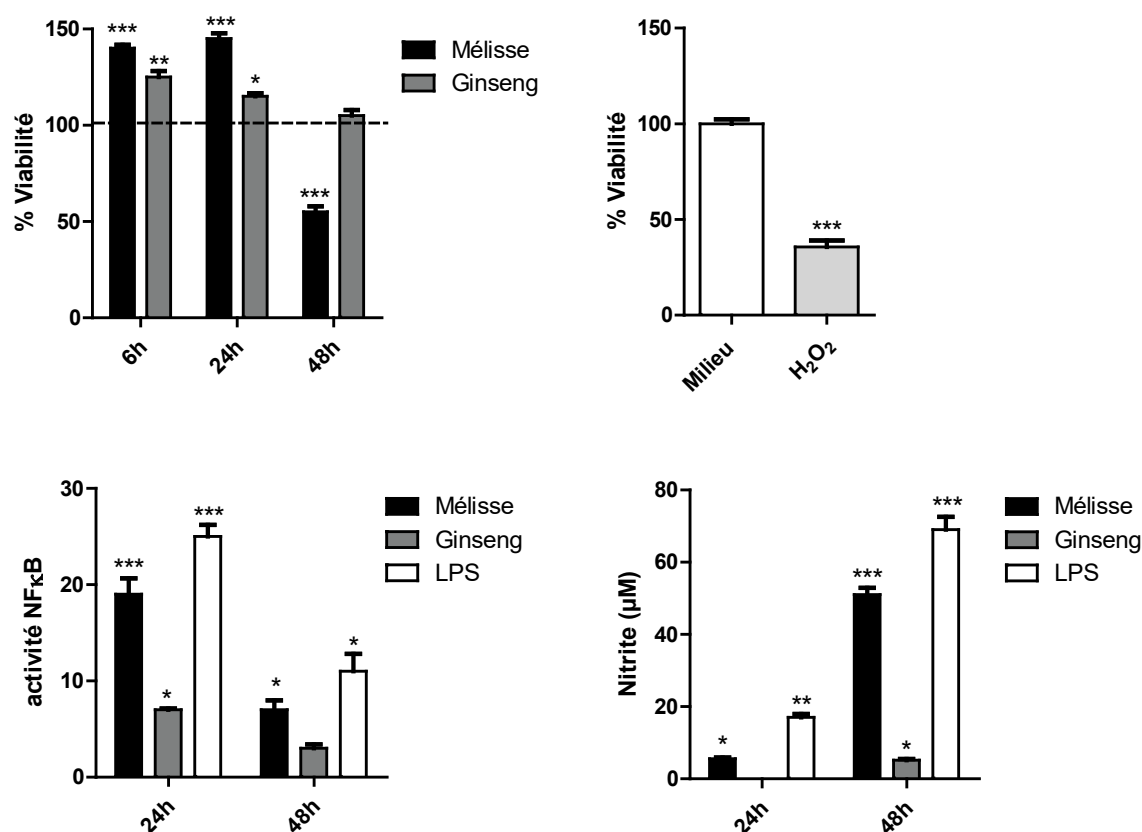 150
100
50
0
% Viabilité
***
**
***
*
***
Mélisse
Ginseng
6h
24h
48h
150
100
50
0
% Viabilité
***
Milieu
H₂O₂
30
20
10
0
activité NFκB
***
*
***
*
*
Mélisse
Ginseng
LPS
24h
48h
80
60
40
20
0
Nitrite (µM)
*
**
***
*
***
Mélisse
Ginseng
LPS
24h
48h